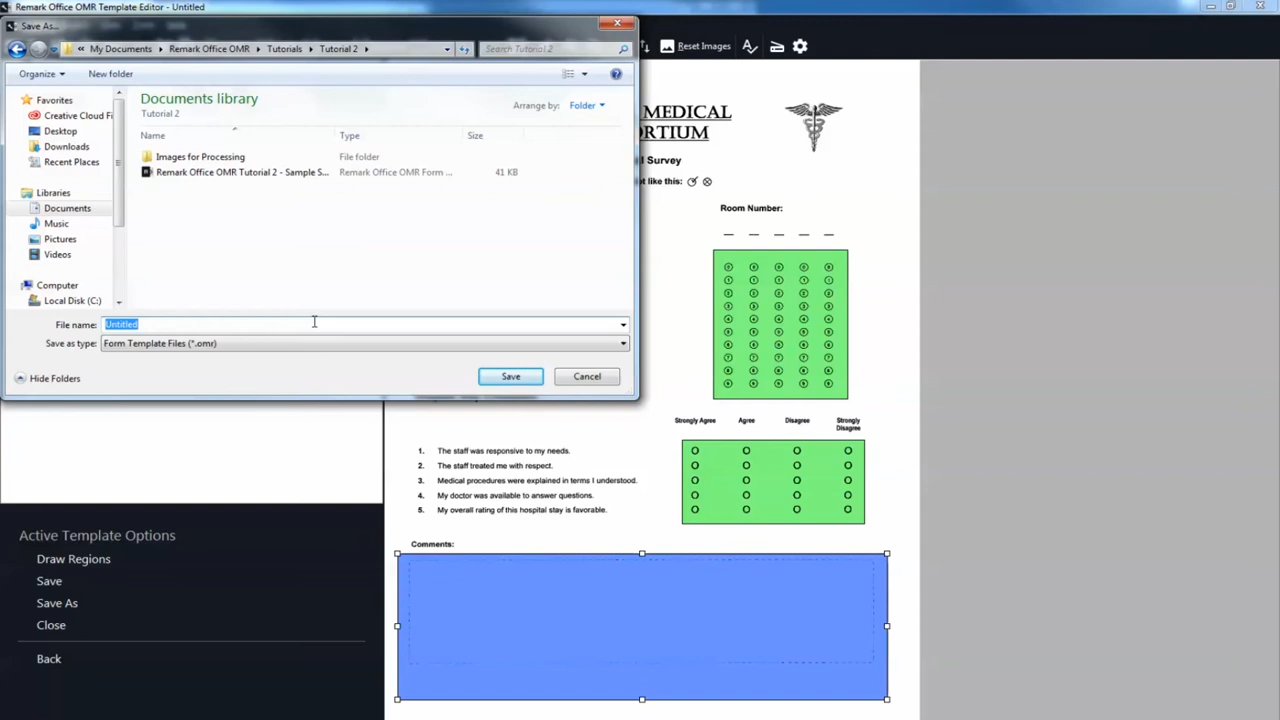 Remark Office OMR Template Editor - Untitled
Save As...
« My Documents ▸ Remark Office OMR ▸ Tutorials ▸ Tutorial 2 ▸
Search Tutorial 2
Reset Images
Organize
New folder
Favorites
Creative Cloud Fi
Desktop
Downloads
Recent Places
Libraries
Documents
Music
Pictures
Videos
Computer
Local Disk (C:)
Documents library
Tutorial 2
Arrange by: Folder
Name Type Size
Images for Processing File folder
Remark Office OMR Tutorial 2 - Sample S... Remark Office OMR Form ... 41 KB
File name: Untitled
Save as type: Form Template Files (*.omr)
Hide Folders
Save
Cancel
MEDICAL
ORTIUM
l Survey
ot like this:
Room Number:
Strongly Agree Agree Disagree Strongly Disagree
1. The staff was responsive to my needs.
2. The staff treated me with respect.
3. Medical procedures were explained in terms I understood.
4. My doctor was available to answer questions.
5. My overall rating of this hospital stay is favorable.
Comments:
Active Template Options
Draw Regions
Save
Save As
Close
Back